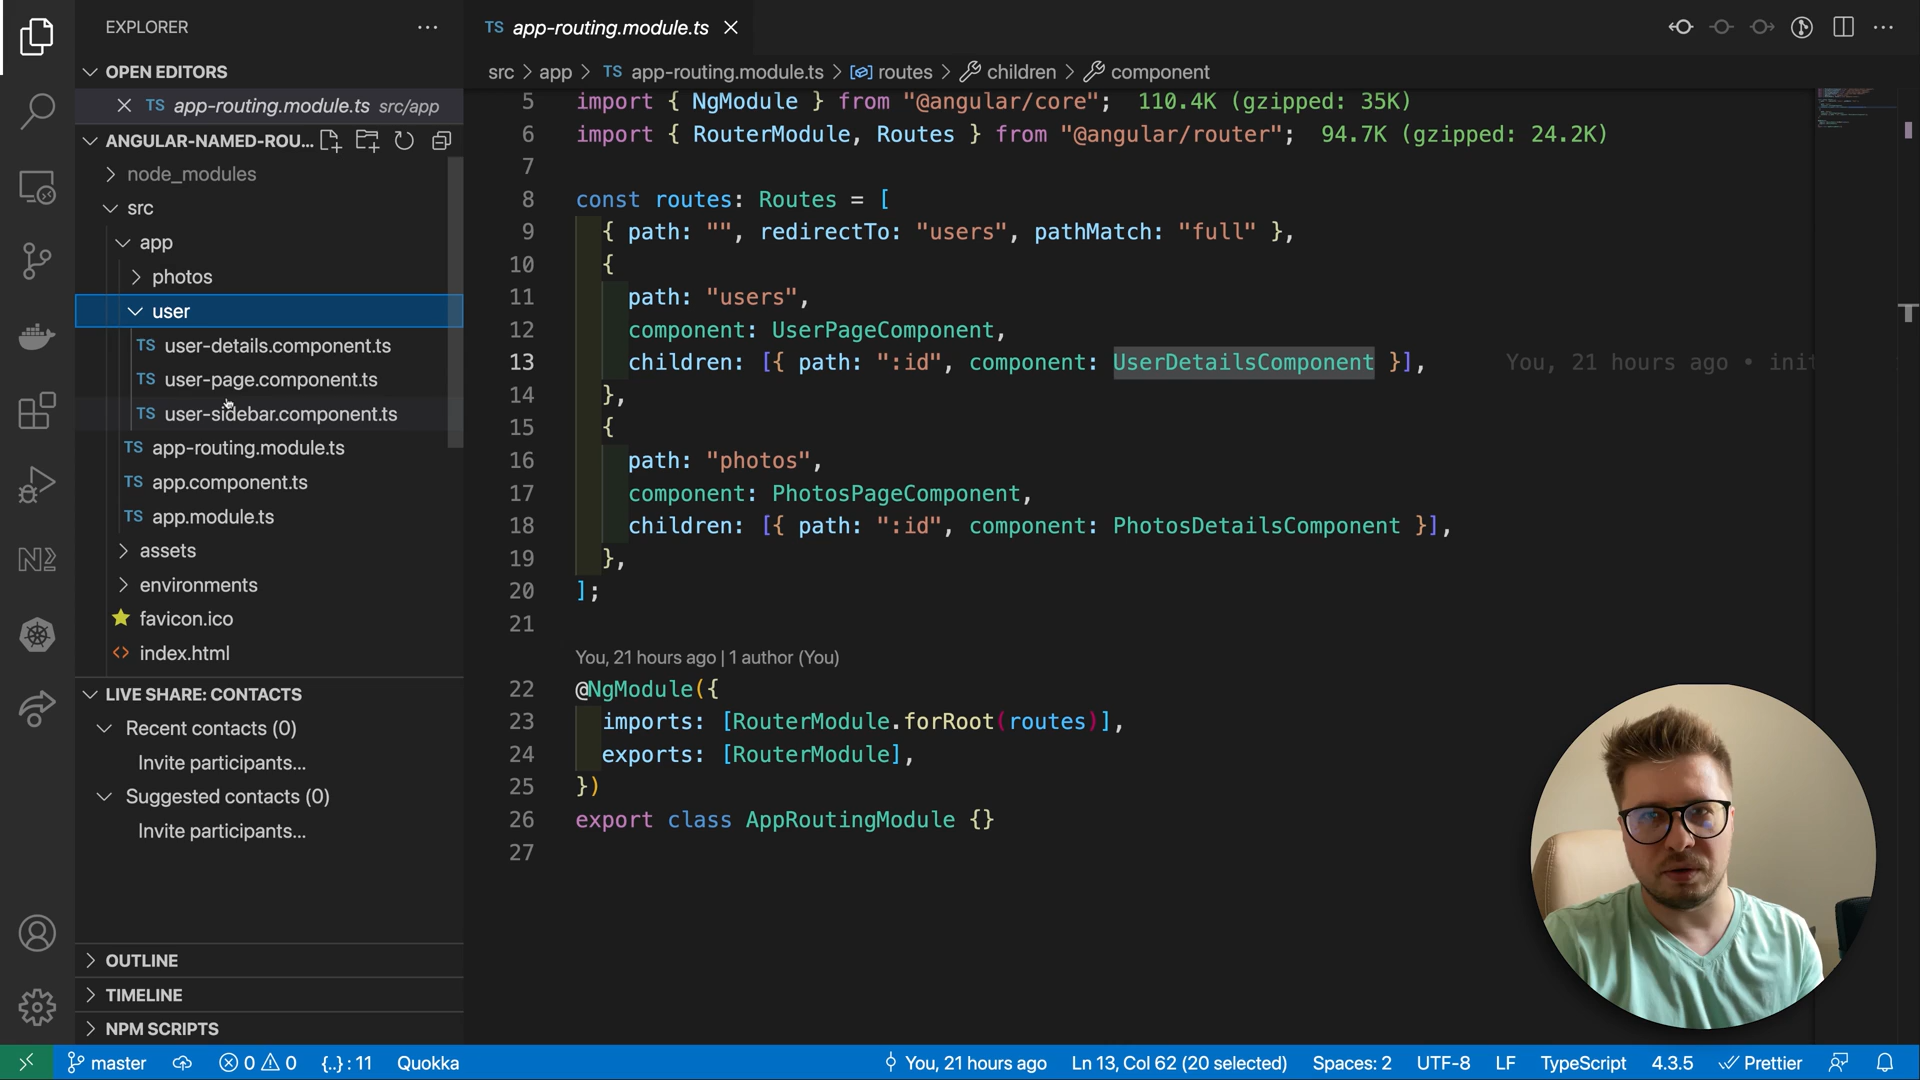 EXPLORER
OPEN EDITORS
TS app-routing.module.ts src/app
ANGULAR-NAMED-ROU...
node_modules
src
app
photos
user
TS user-details.component.ts
TS user-page.component.ts
TS user-sidebar.component.ts
TS app-routing.module.ts
TS app.component.ts
TS app.module.ts
assets
environments
favicon.ico
index.html
LIVE SHARE: CONTACTS
Recent contacts (0)
Invite participants...
Suggested contacts (0)
Invite participants...
OUTLINE
TIMELINE
NPM SCRIPTS
TS app-routing.module.ts
src > app > TS app-routing.module.ts > routes > children > component
5 import { NgModule } from "@angular/core"; 110.4K (gzipped: 35K)
6 import { RouterModule, Routes } from "@angular/router"; 94.7K (gzipped: 24.2K)
7
8 const routes: Routes = [
9 { path: "", redirectTo: "users", pathMatch: "full" },
10 {
11 path: "users",
12 component: UserPageComponent,
13 children: [{ path: ":id", component: UserDetailsComponent }], You, 21 hours ago • init
14 },
15 {
16 path: "photos",
17 component: PhotosPageComponent,
18 children: [{ path: ":id", component: PhotosDetailsComponent }],
19 },
20 ];
21
You, 21 hours ago | 1 author (You)
22 @NgModule({
23 imports: [RouterModule.forRoot(routes)],
24 exports: [RouterModule],
25 })
26 export class AppRoutingModule {}
27
master 0 0 {..} : 11 Quokka You, 21 hours ago Ln 13, Col 62 (20 selected) Spaces: 2 UTF-8 LF TypeScript 4.3.5 Prettier